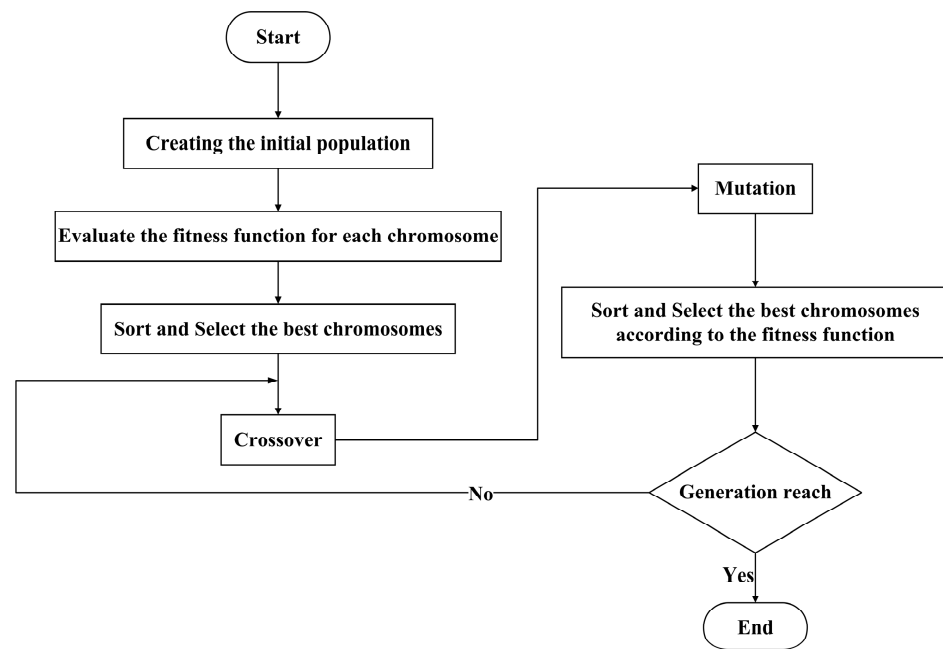 Start
Creating the initial population
Evaluate the fitness function for each chromosome
Sort and Select the best chromosomes
Crossover
Mutation
Sort and Select the best chromosomes
according to the fitness function
Generation reach
No
Yes
End